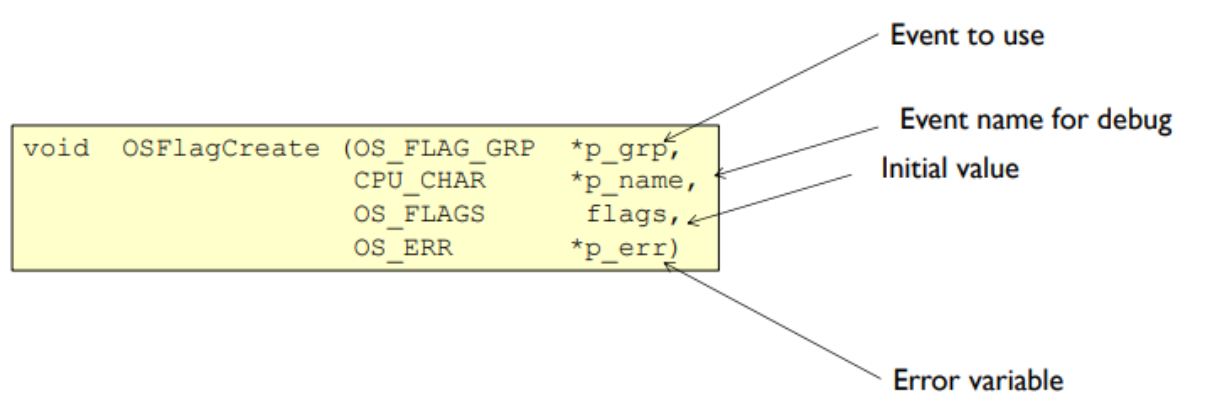 Event to use
Event name for debug
Initial value
void OSFlagCreate (OS_FLAG_GRP *p_grp,
CPU_CHAR *p_name,
OS_FLAGS flags,
OS_ERR *p_err)
Error variable